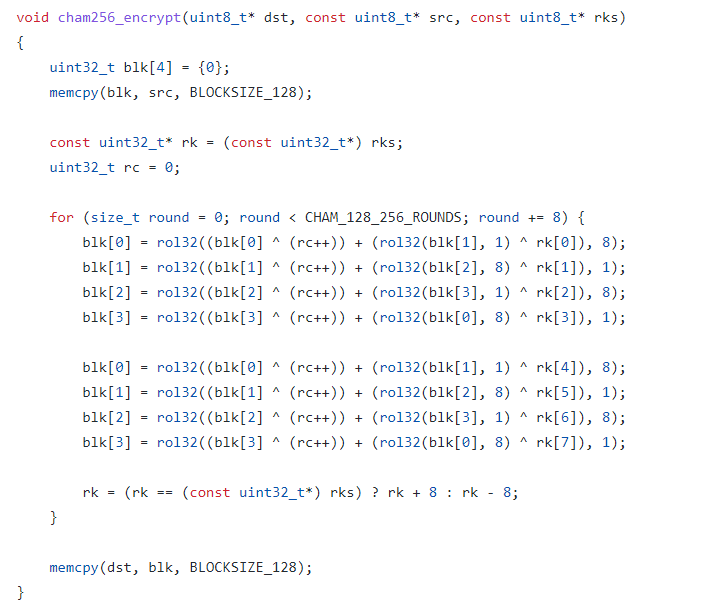 void cham256_encrypt(uint8_t* dst, const uint8_t* src, const uint8_t* rks)
{
    uint32_t blk[4] = {0};
    memcpy(blk, src, BLOCKSIZE_128);

    const uint32_t* rk = (const uint32_t*) rks;
    uint32_t rc = 0;

    for (size_t round = 0; round < CHAM_128_256_ROUNDS; round += 8) {
        blk[0] = rol32((blk[0] ^ (rc++)) + (rol32(blk[1], 1) ^ rk[0]), 8);
        blk[1] = rol32((blk[1] ^ (rc++)) + (rol32(blk[2], 8) ^ rk[1]), 1);
        blk[2] = rol32((blk[2] ^ (rc++)) + (rol32(blk[3], 1) ^ rk[2]), 8);
        blk[3] = rol32((blk[3] ^ (rc++)) + (rol32(blk[0], 8) ^ rk[3]), 1);

        blk[0] = rol32((blk[0] ^ (rc++)) + (rol32(blk[1], 1) ^ rk[4]), 8);
        blk[1] = rol32((blk[1] ^ (rc++)) + (rol32(blk[2], 8) ^ rk[5]), 1);
        blk[2] = rol32((blk[2] ^ (rc++)) + (rol32(blk[3], 1) ^ rk[6]), 8);
        blk[3] = rol32((blk[3] ^ (rc++)) + (rol32(blk[0], 8) ^ rk[7]), 1);

        rk = (rk == (const uint32_t*) rks) ? rk + 8 : rk - 8;
    }

    memcpy(dst, blk, BLOCKSIZE_128);
}